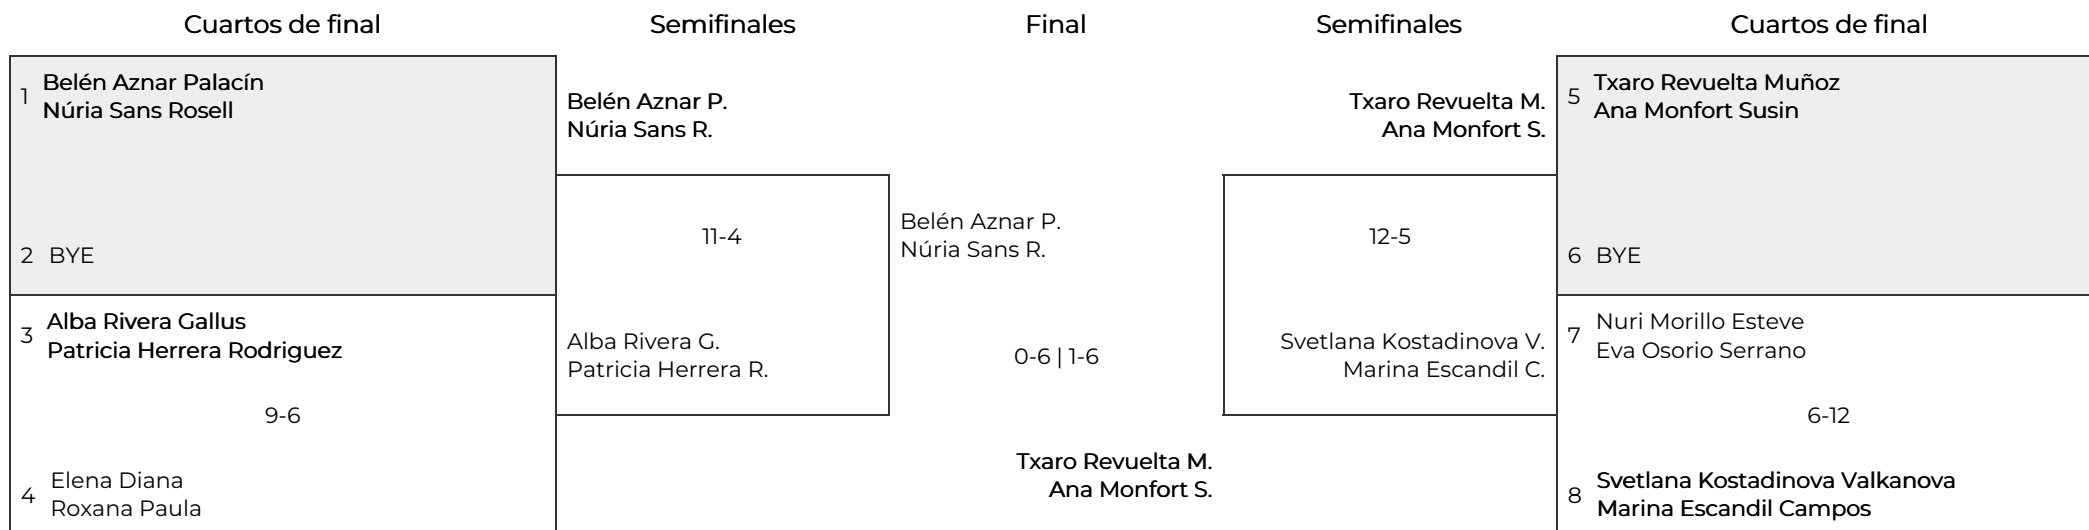 Cuartos de final
Semifinales
Final
Semifinales
Cuartos de final
1
Belén Aznar Palacín
Núria Sans Rosell
2 BYE
3
Alba Rivera Gallus
Patricia Herrera Rodriguez
9-6
4
Elena Diana
Roxana Paula
Belén Aznar P.
Núria Sans R.
11-4
Alba Rivera G.
Patricia Herrera R.
Belén Aznar P.
Núria Sans R.
0-6 | 1-6
Txaro Revuelta M.
Ana Monfort S.
Txaro Revuelta M.
Ana Monfort S.
12-5
Svetlana Kostadinova V.
Marina Escandil C.
5
Txaro Revuelta Muñoz
Ana Monfort Susin
6 BYE
7
Nuri Morillo Esteve
Eva Osorio Serrano
6-12
8
Svetlana Kostadinova Valkanova
Marina Escandil Campos